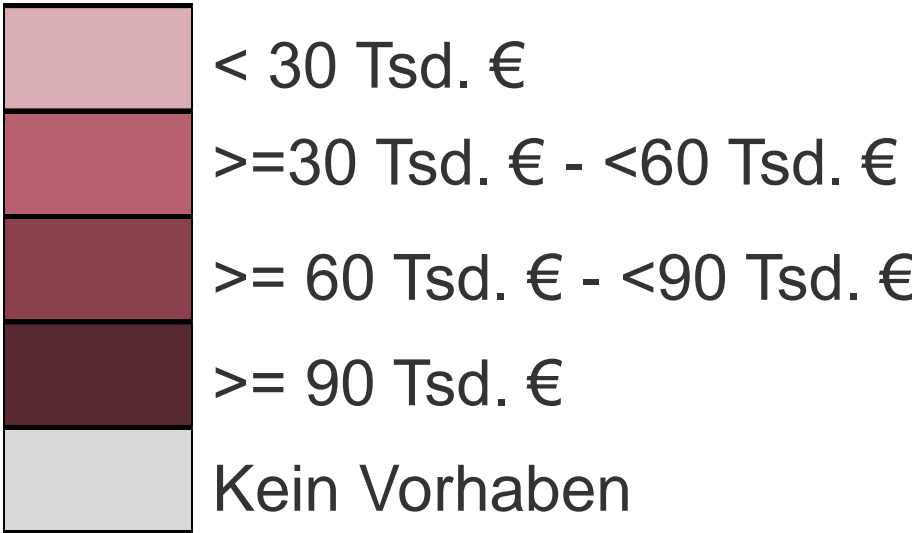 < 30 Tsd. €
>=30 Tsd. € - <60 Tsd. €
>= 60 Tsd. € - <90 Tsd. €
>= 90 Tsd. €
Kein Vorhaben